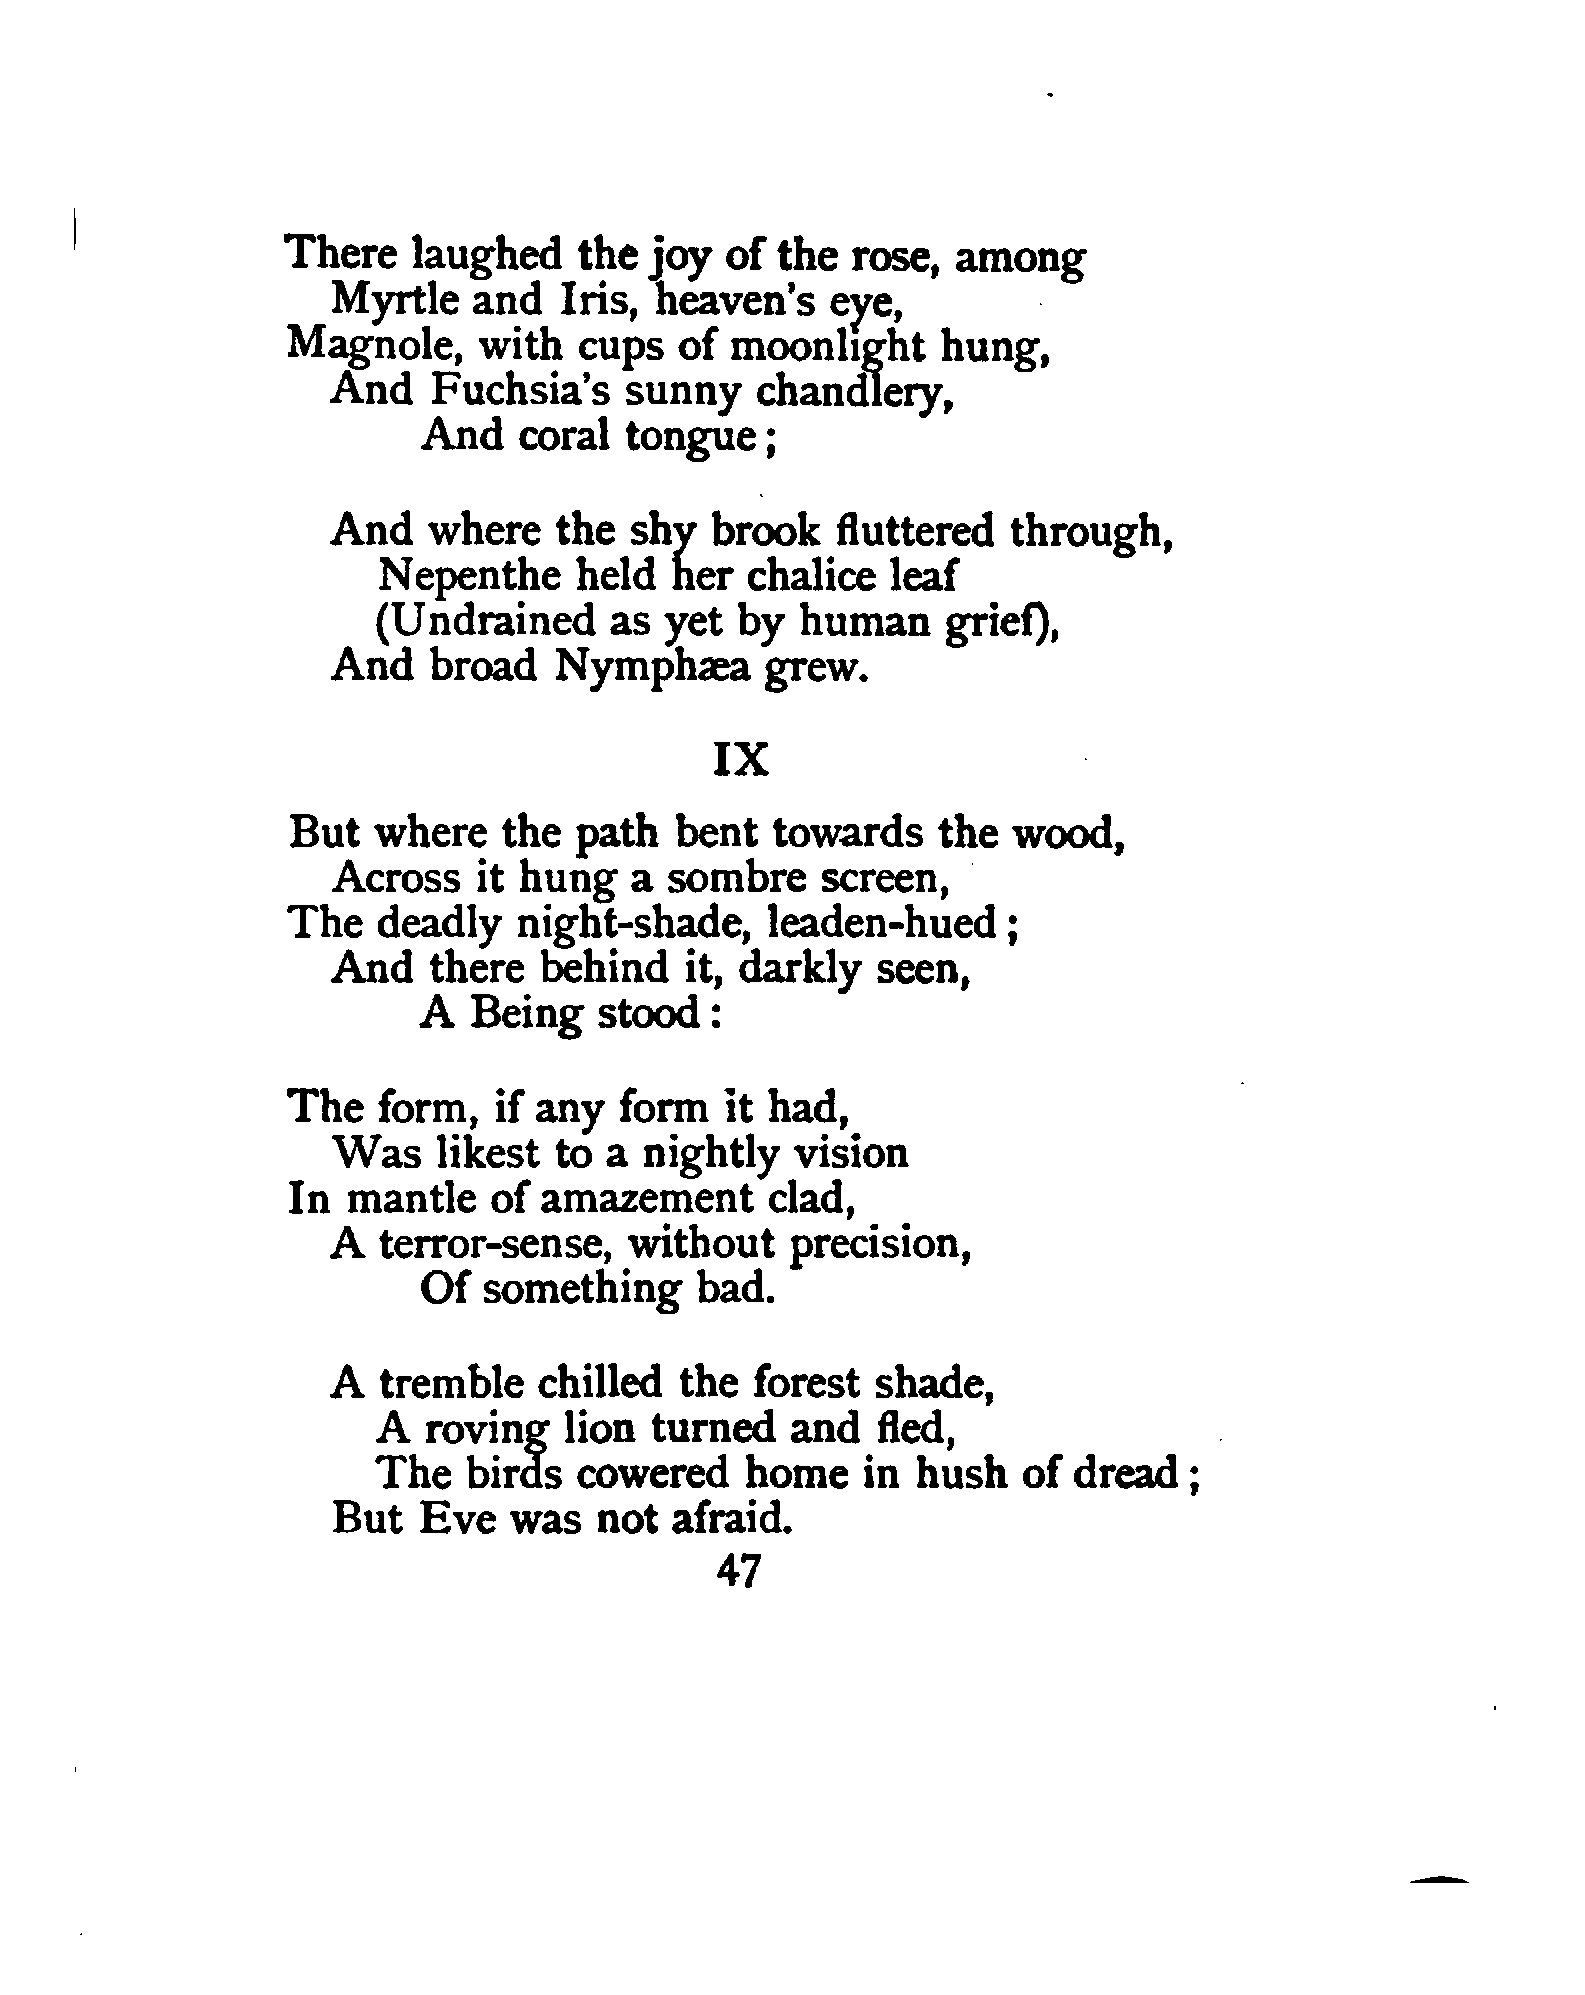 There laughed the joy of the rose, among
Myrtle and Iris, heaven's eye,
Magnole, with cups of moonlight hung,
And Fuchsia's sunny chandlery,
And coral tongue ;
And where the shy brook fluttered through,
Nepenthe held her chalice leaf
(Undrained as yet by human grief),
And broad Nymphæa grew.
IX
But where the path bent towards the wood,
Across it hung a sombre screen,
The deadly night-shade, leaden-hued ;
And there behind it, darkly seen,
A Being stood :
The form, if any form it had,
Was likest to a nightly vision
In mantle of amazement clad,
A terror-sense, without precision,
Of something bad.
A tremble chilled the forest shade,
A roving lion turned and fled,
The birds cowered home in hush of dread ;
But Eve was not afraid.
47